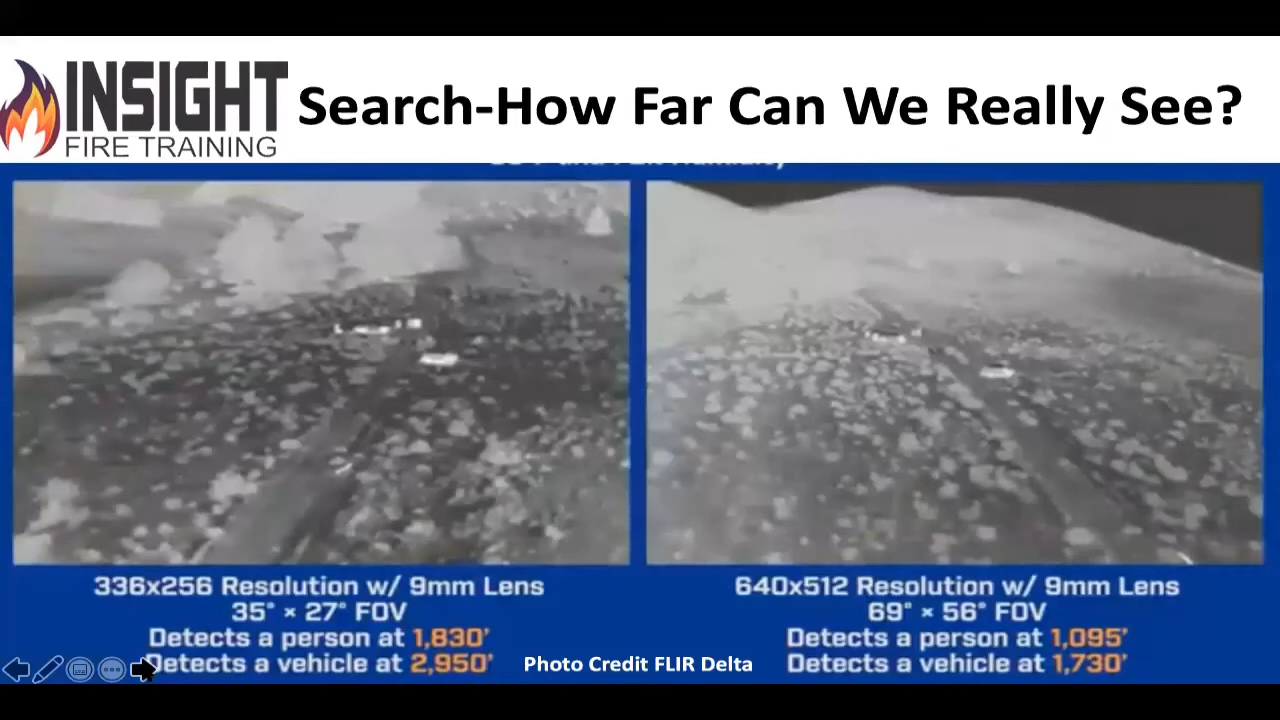 INSIGHT
FIRE TRAINING
Search-How Far Can We Really See?
336x256 Resolution w/ 9mm Lens
35° × 27° FOV
Detects a person at 1,830'
Detects a vehicle at 2,950'
640x512 Resolution w/ 9mm Lens
69° × 56° FOV
Detects a person at 1,095'
Detects a vehicle at 1,730'
Photo Credit FLIR Delta